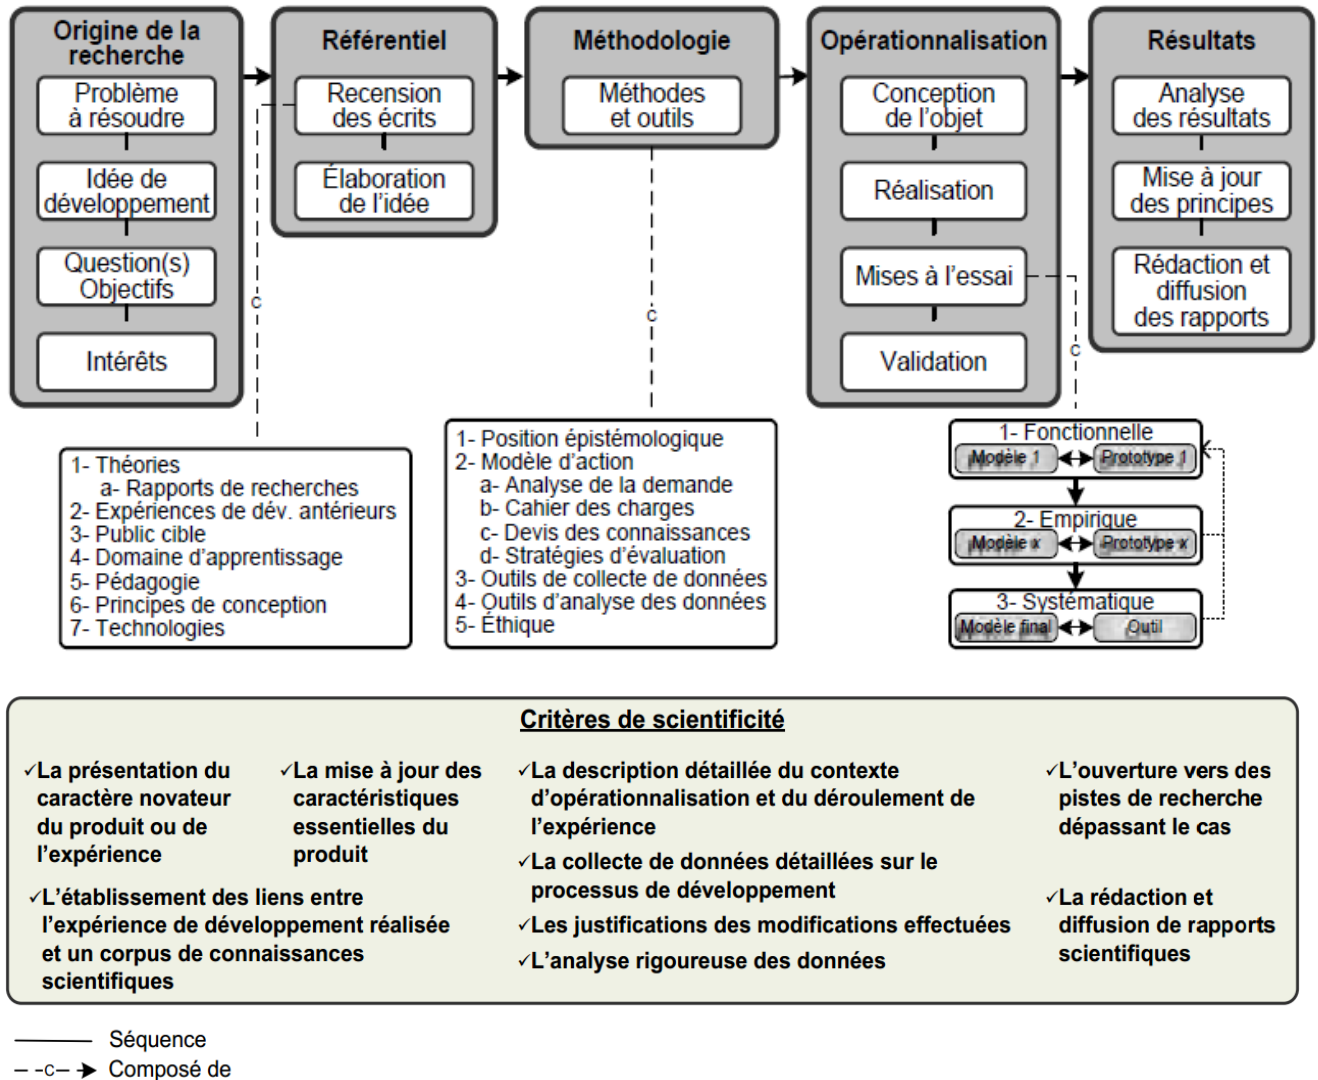 Origine de la
recherche
Problème
à résoudre
Idée de
développement
Question(s)
Objectifs
Intérêts
Référentiel
Recension
des écrits
Élaboration
de l'idée
Méthodologie
Méthodes
et outils
Opérationnalisation
Conception
de l'objet
Réalisation
Mises à l'essai
Validation
Résultats
Analyse
des résultats
Mise à jour
des principes
Rédaction et
diffusion
des rapports
C
C
C
1- Théories
a- Rapports de recherches
2- Expériences de dév. antérieurs
3- Public cible
4- Domaine d'apprentissage
5- Pédagogie
6- Principes de conception
7- Technologies
1- Position épistémologique
2- Modèle d'action
a- Analyse de la demande
b- Cahier des charges
c- Devis des connaissances
d- Stratégies d'évaluation
3- Outils de collecte de données
4- Outils d'analyse des données
5- Éthique
1- Fonctionnelle
Modèle 1 Prototype 1
2- Empirique
Modèle x Prototype x
3- Systématique
Modèle final Outil
Critères de scientificité
✓La présentation du
caractère novateur
du produit ou de
l'expérience
✓La mise à jour des
caractéristiques
essentielles du
produit
✓L'établissement des liens entre
l'expérience de développement réalisée
et un corpus de connaissances
scientifiques
✓La description détaillée du contexte
d'opérationnalisation et du déroulement de
l'expérience
✓La collecte de données détaillées sur le
processus de développement
✓Les justifications des modifications effectuées
✓L'analyse rigoureuse des données
✓L'ouverture vers des
pistes de recherche
dépassant le cas
✓La rédaction et
diffusion de rapports
scientifiques
Séquence
C Composé de